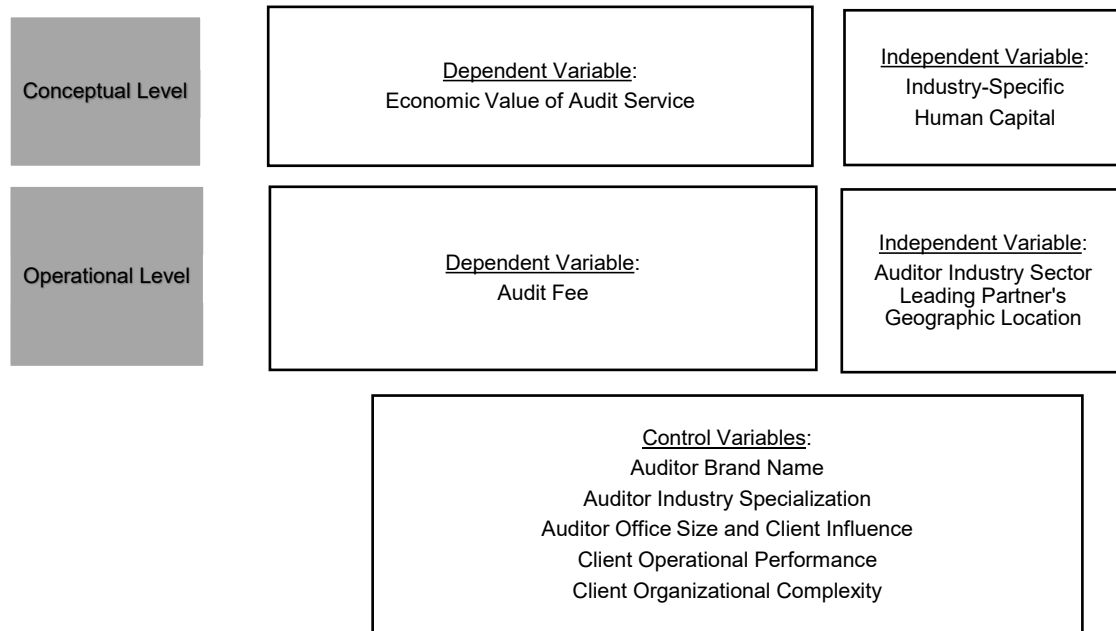 Conceptual Level
Dependent Variable:
Economic Value of Audit Service
Independent Variable:
Industry-Specific
Human Capital
Operational Level
Dependent Variable:
Audit Fee
Independent Variable:
Auditor Industry Sector
Leading Partner's
Geographic Location
Control Variables:
Auditor Brand Name
Auditor Industry Specialization
Auditor Office Size and Client Influence
Client Operational Performance
Client Organizational Complexity